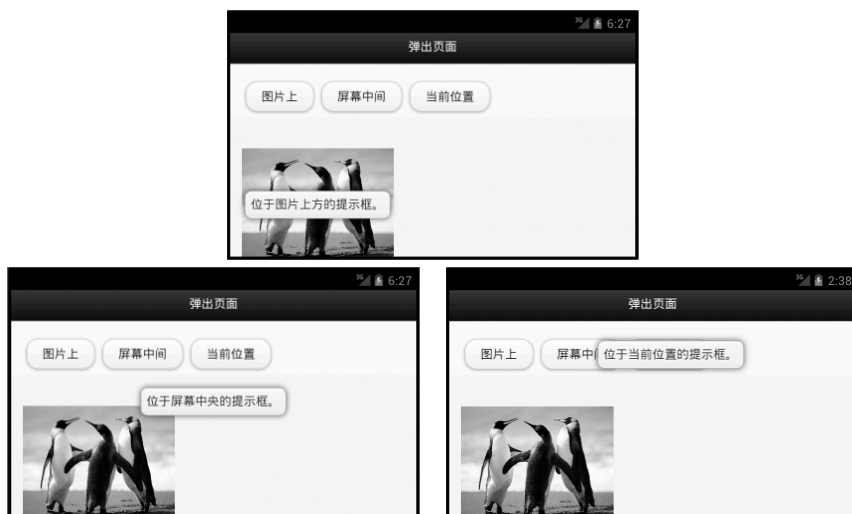 3G 6:27
弹出页面
图片上 屏幕中间 当前位置
位于图片上方的提示框。
3G 6:27
弹出页面
图片上 屏幕中间 当前位置
位于屏幕中央的提示框。
3G 2:38
弹出页面
图片上 屏幕中 位于当前位置的提示框。